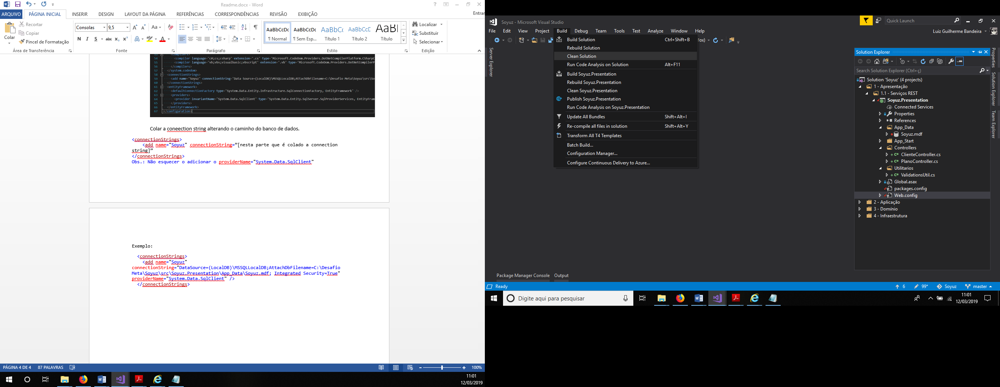 Readme.docx - Word
ARQUIVO PÁGINA INICIAL INSERIR DESIGN LAYOUT DA PÁGINA REFERÊNCIAS CORRESPONDÊNCIAS REVISÃO EXIBIÇÃO Entrar
Colar
Recortar
Copiar
Pincel de Formatação
Área de Transferência
Consolas 9,5
Fonte
Parágrafo
AaBbCcDc AaBbCcDc AaBbCc AaBbCcD AaBl
¶ Normal ¶ Sem Esp... Título 1 Título 2 Título
Estilo
Localizar
Substituir
Selecionar
Edição
53 <compilers>
54 <compiler language="c#;cs;csharp" extension=".cs" type="Microsoft.CodeDom.Providers.DotNetCompilerPlatform.CSharpC
55 <compiler language="vb;vbs;visualbasic;vbscript" extension=".vb" type="Microsoft.CodeDom.Providers.DotNetCompilerP
56 </compilers>
57 </system.codedom>
58 <connectionStrings>
59 <add name="Soyuz" connectionString="Data Source=(LocalDB)\MSSQLLocalDB;AttachDbFilename=C:\Desafio Meta\Soyuz\src\So
60 </connectionStrings>
61 <entityFramework>
62 <defaultConnectionFactory type="System.Data.Entity.Infrastructure.SqlConnectionFactory, EntityFramework" />
63 <providers>
64 <provider invariantName="System.Data.SqlClient" type="System.Data.Entity.SqlServer.SqlProviderServices, EntityFram
65 </providers>
66 </entityFramework>
67 </configuration>
Colar a coneection string alterando o caminho do banco de dados.
<connectionStrings>
<add name="Soyuz" connectionString=”[nesta parte que é colado a connection
string]”
</connectionStrings>
Obs.: Não esquecer o adicionar o providerName="System.Data.SqlClient"
Exemplo:
<connectionStrings>
<add name="Soyuz"
connectionString="DataSource=(LocalDB)\MSSQLLocalDB;AttachDbFilename=C:\Desafio
Meta\Soyuz\src\Soyuz.Presentation\App_Data\Soyuz.mdf; Integrated Security=True"
providerName="System.Data.SqlClient" />
</connectionStrings>
PÁGINA 4 DE 4 87 PALAVRAS 100%
11:01
12/03/2019
Soyuz - Microsoft Visual Studio
Quick Launch
File Edit View Project Build Debug Team Tools Test Analyze Window Help
Luiz Guilherme Bandeira
fox)
Server Explorer
Build Solution Ctrl+Shift+B
Rebuild Solution
Clean Solution
Run Code Analysis on Solution Alt+F11
Build Soyuz.Presentation
Rebuild Soyuz.Presentation
Clean Soyuz.Presentation
Publish Soyuz.Presentation
Run Code Analysis on Soyuz.Presentation
Update All Bundles Shift+Alt+I
Re-compile all files in solution Shift+Alt+Y
Transform All T4 Templates
Batch Build...
Configuration Manager...
Configure Continuous Delivery to Azure...
Solution Explorer
Search Solution Explorer (Ctrl+ç)
Solution 'Soyuz' (4 projects)
1 - Apresentação
1.1 - Serviços REST
Soyuz.Presentation
Connected Services
Properties
References
App_Data
Soyuz.mdf
App_Start
Controllers
ClienteController.cs
PlanoController.cs
Utilitarios
ValidationsUtil.cs
Global.asax
packages.config
Web.config
2 - Aplicação
3 - Domínio
4 - Infraestrutura
Properties
Solution Explorer
Team Explorer
Package Manager Console Output
Ready 6 99* Soyuz master
Digite aqui para pesquisar
11:01
12/03/2019